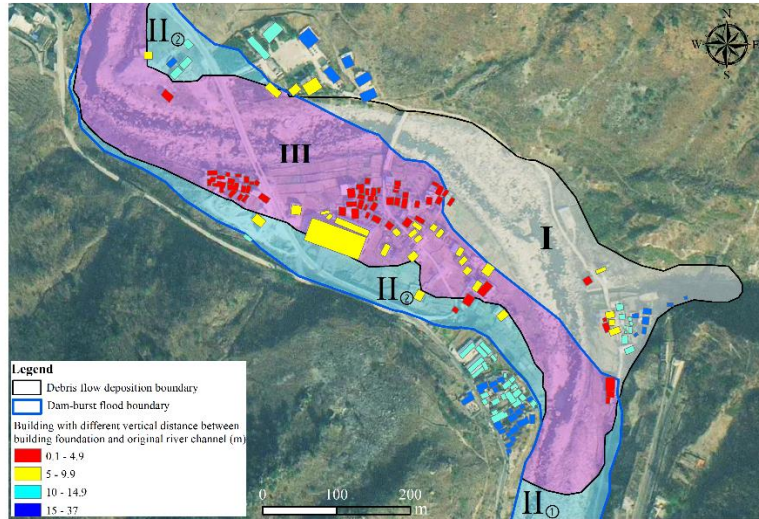 II②
N
W E
S
III
I
II②
Legend
Debris flow deposition boundary
Dam-burst flood boundary
Building with different vertical distance between
building foundation and original river channel (m)
0.1 - 4.9
5 - 9.9
10 - 14.9
15 - 37
0 100 200
m
II①